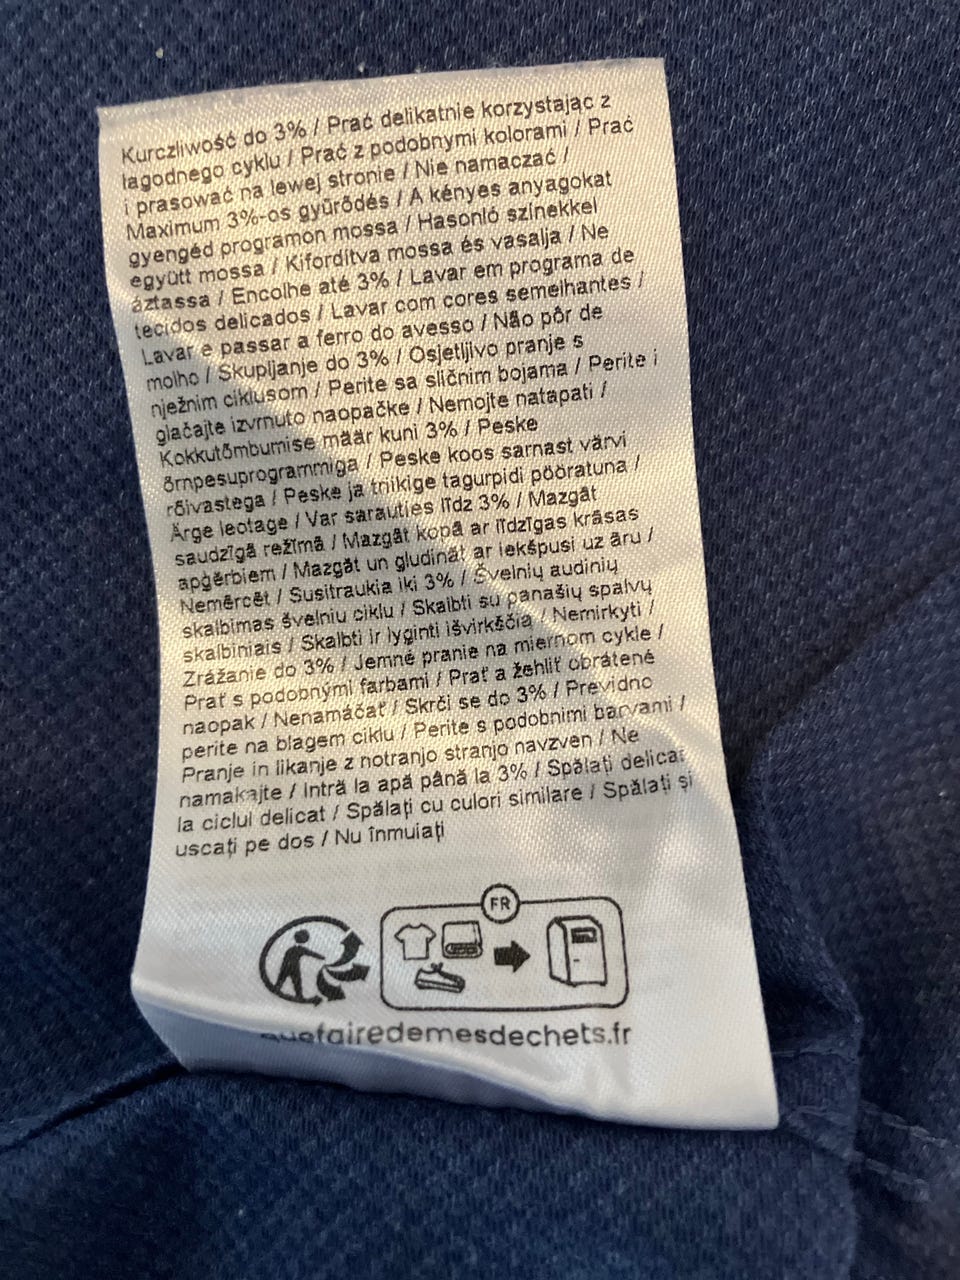 Kurczliwość do 3% / Prać delikatnie korzystając z
łagodnego cyklu / Prać z podobnymi kolorami / Prać
i prasować na lewej stronie / Nie namaczać /
Maximum 3%-os gyűrődés / A kényes anyagokat
gyengéd programon mossa / Hasonló színekkel
együtt mossa / Kifordítva mossa és vasalja / Ne
áztassa / Encolhe até 3% / Lavar em programa de
tecidos delicados / Lavar com cores semelhantes /
Lavar e passar a ferro do avesso / Não pôr de
molho / Skupljanje do 3% / Osjetljivo pranje s
nježnim ciklusom / Perite sa sličnim bojama / Perite i
glačajte izvrnuto naopačke / Nemojte natapati /
Kokkutõmbumise määr kuni 3% / Peske
õrnpesuprogrammiga / Peske koos sarnast värvi
rõivastega / Peske ja triikige tagurpidi pööratuna /
Ärge leotage / Var sarauties līdz 3% / Mazgāt
saudzīgā režīmā / Mazgāt kopā ar līdzīgas krāsas
apģērbiem / Mazgāt un gludināt ar iekšpusi uz āru /
Nemērcēt / Susitraukia iki 3% / Švelnių audinių
skalbimas švelniu ciklu / Skalbti su panašių spalvų
skalbiniais / Skalbti ir lyginti išvirkščia / Nemirkyti /
Zrážanie do 3% / Jemné pranie na miernom cykle /
Prať s podobnými farbami / Prať a žehliť obrátené
naopak / Nenamáčať / Skrči se do 3% / Previdno
perite na blagem ciklu / Perite s podobnimi barvami /
Pranje in likanje z notranjo stranjo navzven / Ne
namakajte / Intră la apă până la 3% / Spălați delicat
la ciclul delicat / Spălați cu culori similare / Spălați și
uscați pe dos / Nu înmuiați
FR
quefairedemesdechets.fr